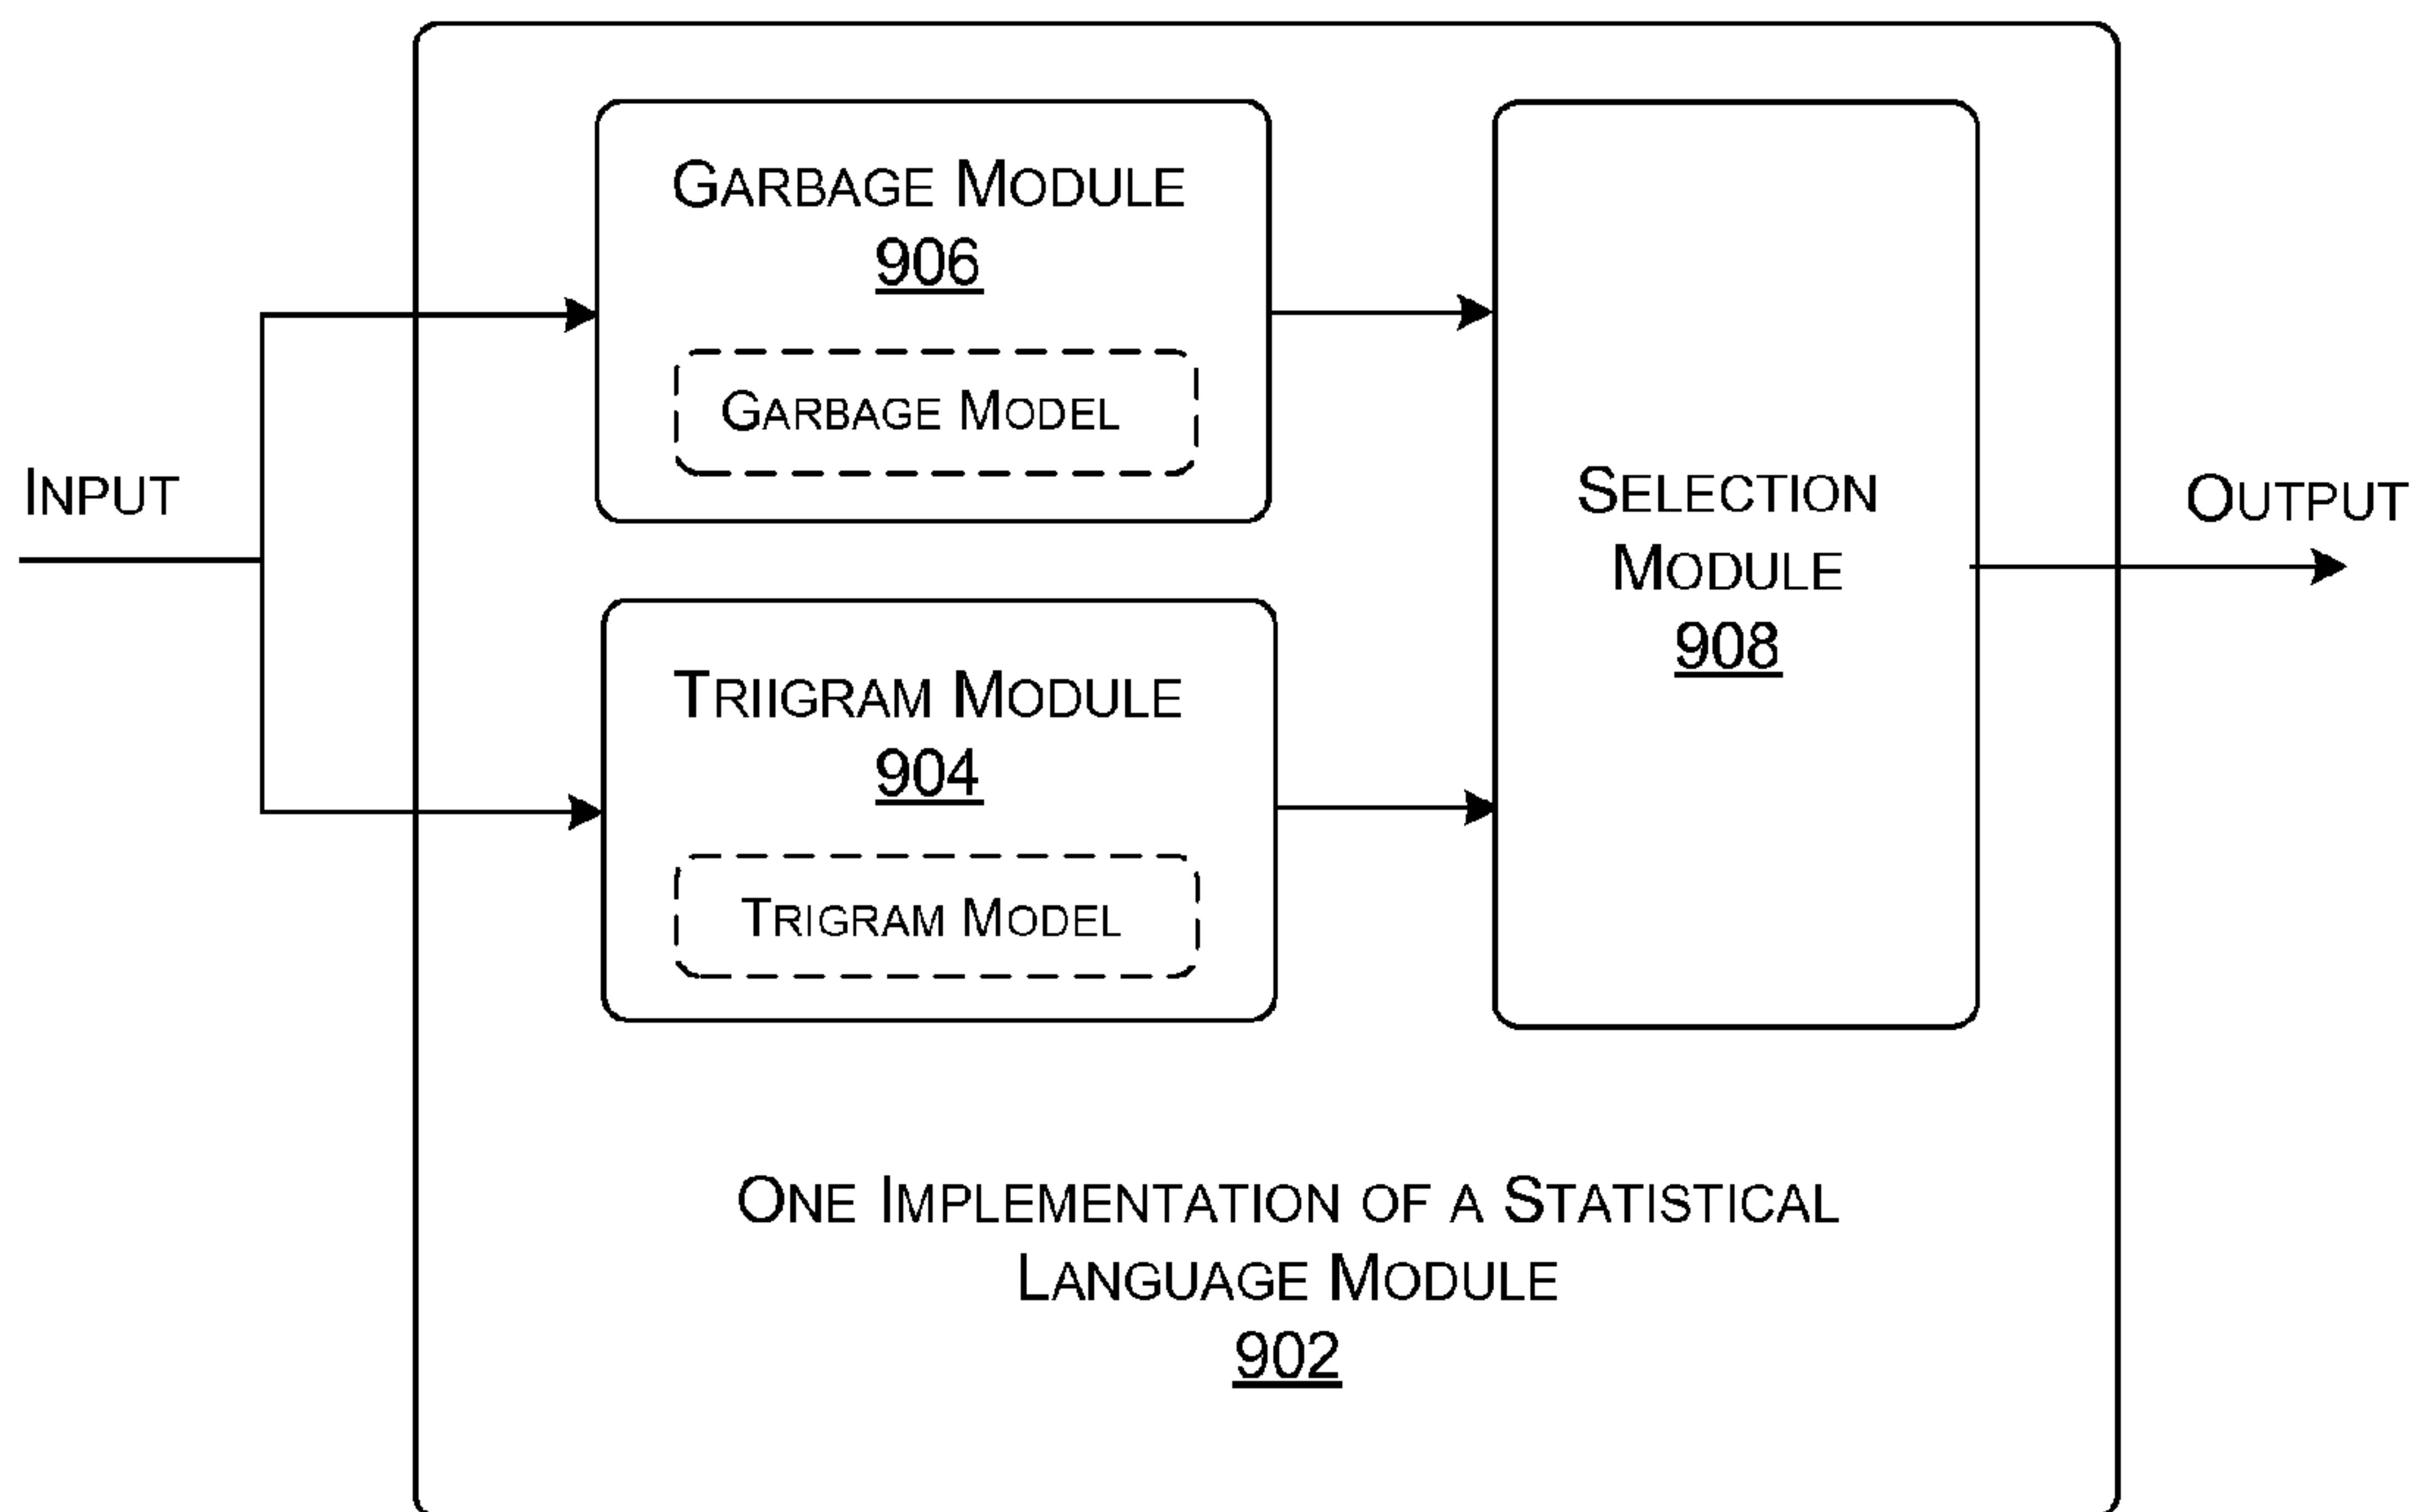 INPUT
GARBAGE MODULE
906
GARBAGE MODEL
TRIIGRAM MODULE
904
TRIGRAM MODEL
SELECTION
MODULE
908
OUTPUT
ONE IMPLEMENTATION OF A STATISTICAL
LANGUAGE MODULE
902